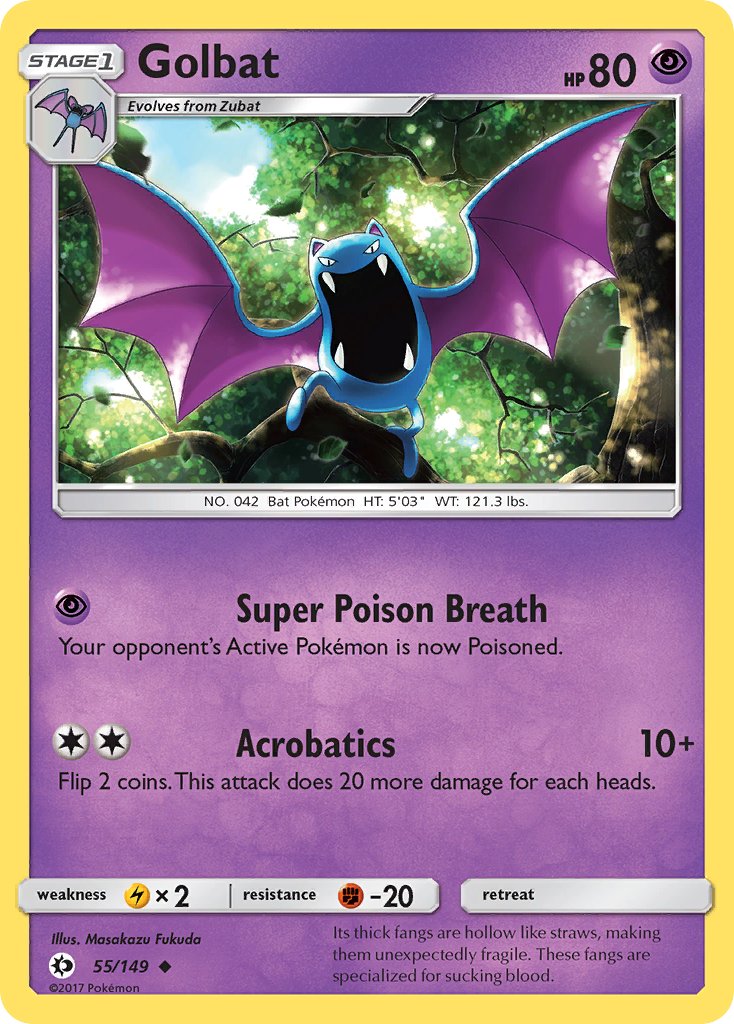 STAGE1
Golbat
HP 80
Evolves from Zubat
NO. 042 Bat Pokémon HT: 5'03" WT: 121.3 lbs.
Super Poison Breath
Your opponent's Active Pokémon is now Poisoned.
Acrobatics 10+
Flip 2 coins. This attack does 20 more damage for each heads.
weakness × 2 resistance -20 retreat
Illus. Masakazu Fukuda
55/149
©2017 Pokémon
Its thick fangs are hollow like straws, making
them unexpectedly fragile. These fangs are
specialized for sucking blood.